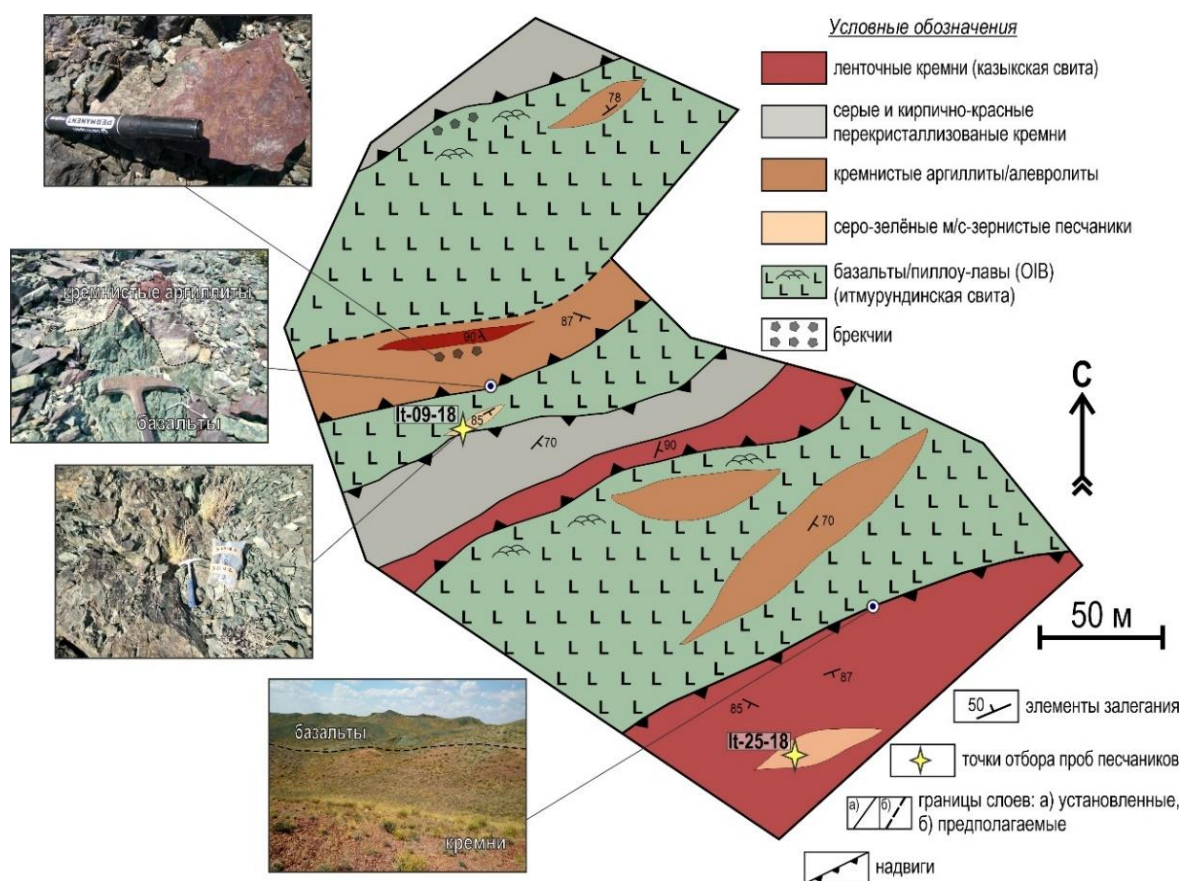 Условные обозначения
ленточные кремни (казыкская свита)
серые и кирпично-красные
перекристаллизованые кремни
кремнистые аргиллиты/алевролиты
серо-зелёные м/с-зернистые песчаники
базальты/пиллоу-лавы (OIB)
(итмурундинская свита)
брекчии
С
50 м
50
элементы залегания
точки отбора проб песчаников
а) б)
границы слоев: а) установленные,
б) предполагаемые
надвиги
PERMANENT
кремнистые аргиллиты
базальты
базальты
кремни
78
87
90
It-09-18
85
70
90
70
87
85
It-25-18